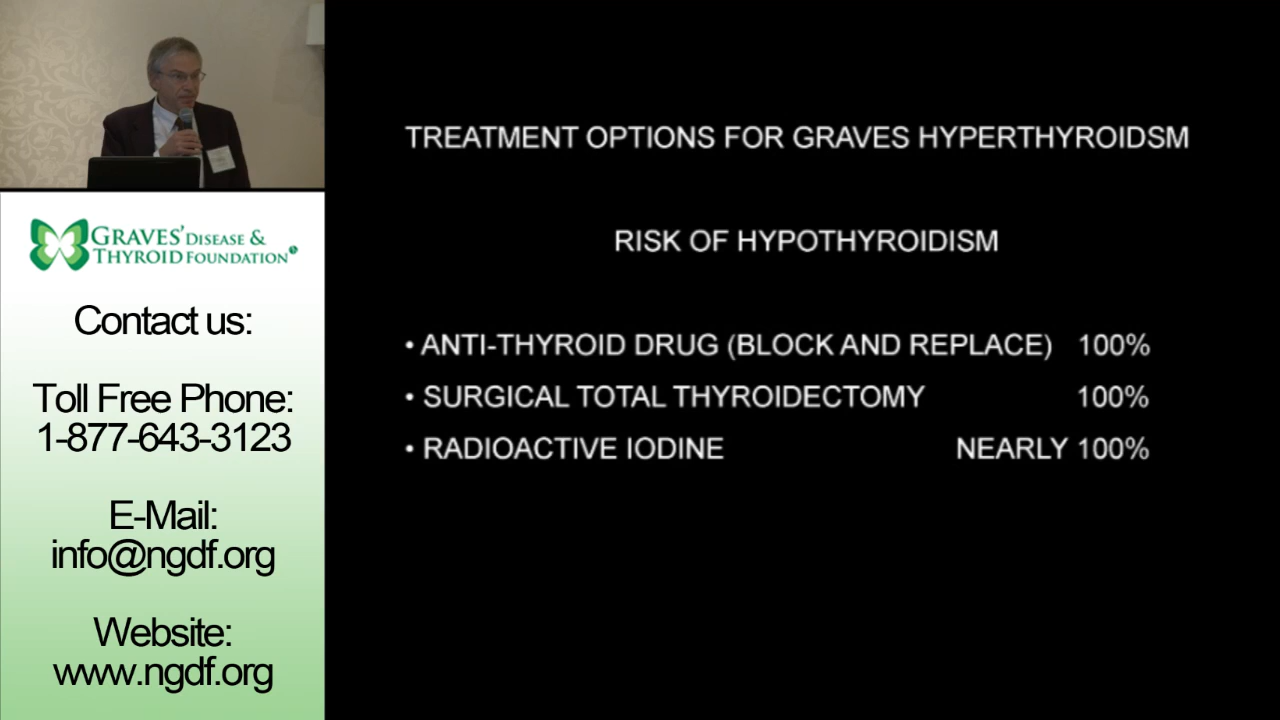 GRAVES' DISEASE &
THYROID FOUNDATION
Contact us:
Toll Free Phone:
1-877-643-3123
E-Mail:
info@ngdf.org
Website:
www.ngdf.org
TREATMENT OPTIONS FOR GRAVES HYPERTHYROIDSM
RISK OF HYPOTHYROIDISM
• ANTI-THYROID DRUG (BLOCK AND REPLACE) 100%
• SURGICAL TOTAL THYROIDECTOMY 100%
• RADIOACTIVE IODINE NEARLY 100%